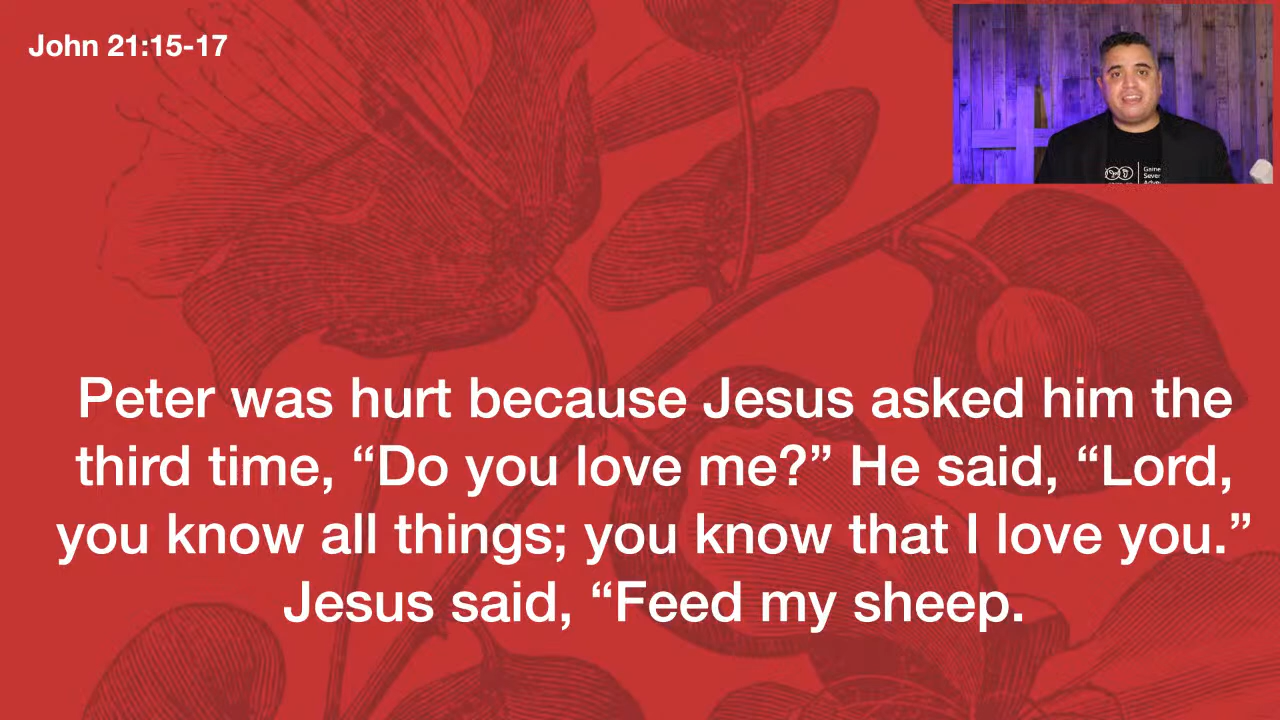 John 21:15-17
Peter was hurt because Jesus asked him the
third time, “Do you love me?” He said, “Lord,
you know all things; you know that I love you.”
Jesus said, “Feed my sheep.